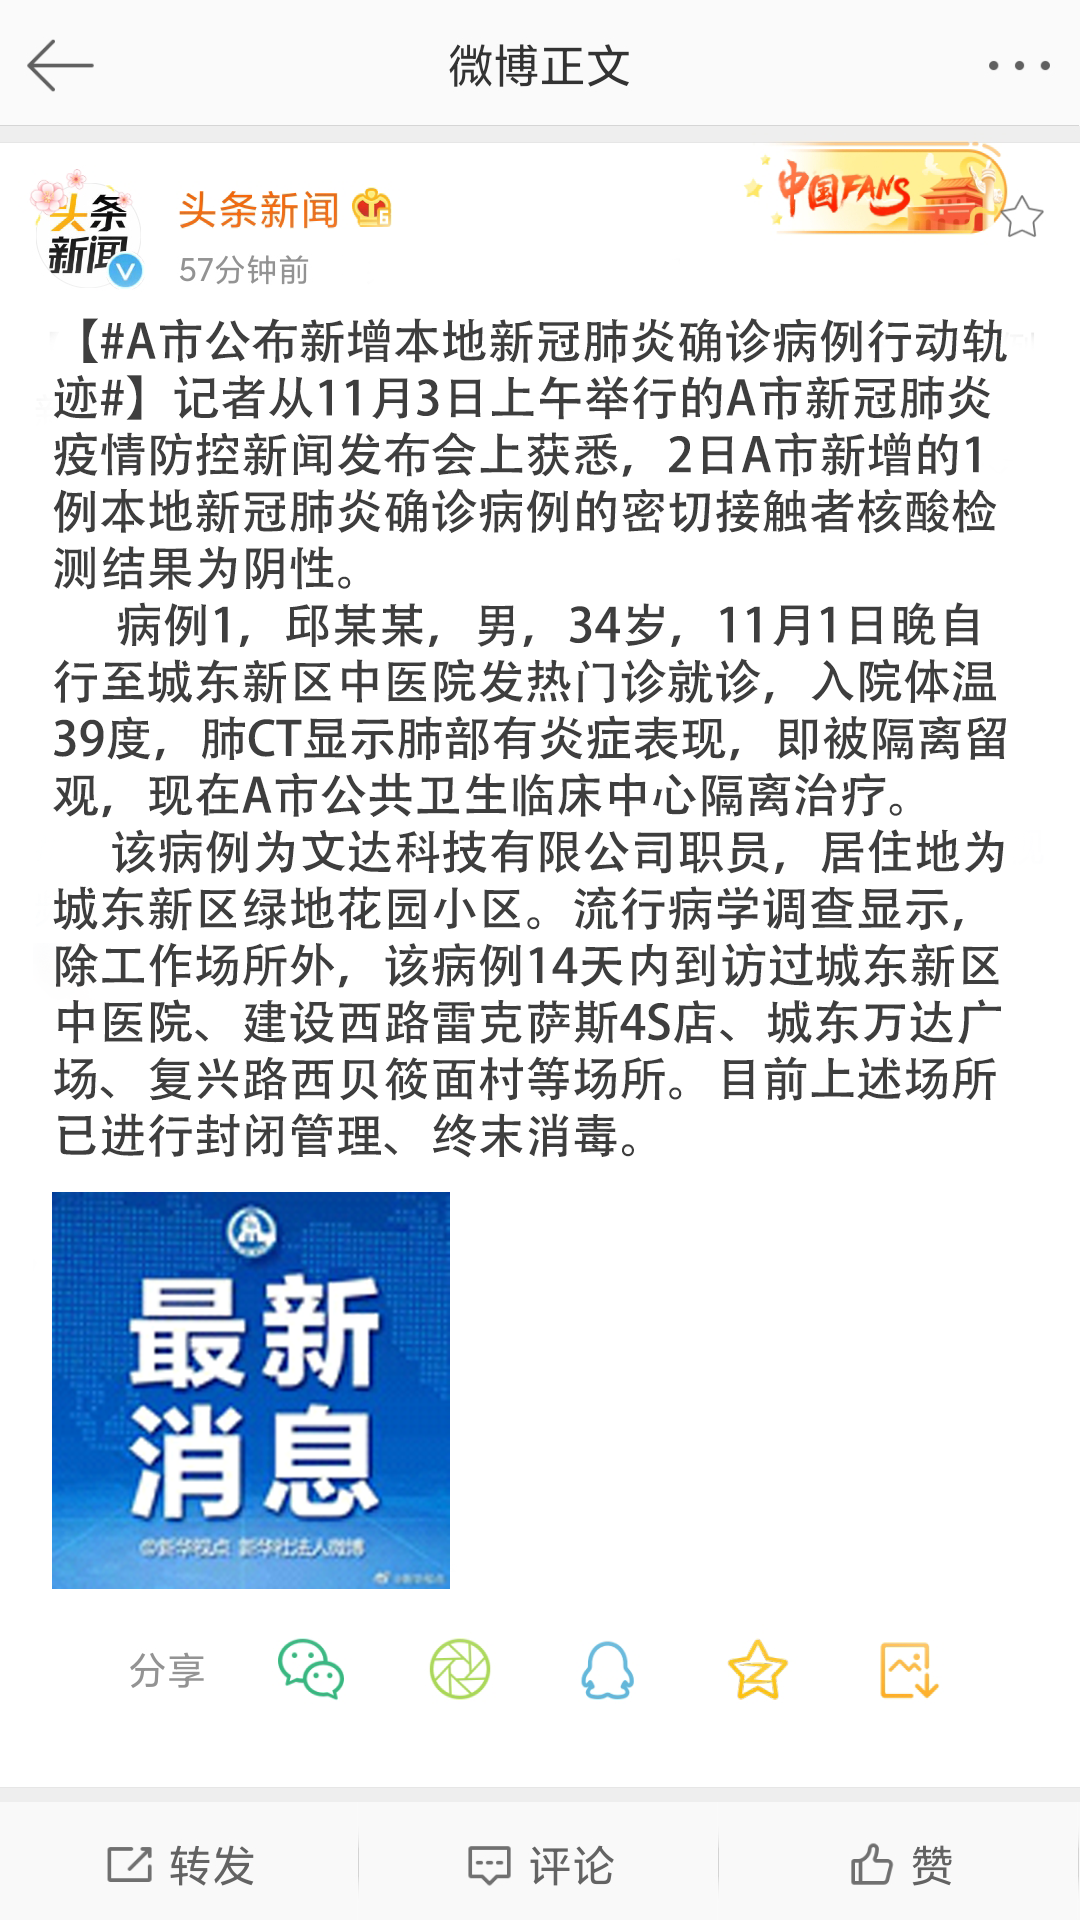 微博正文
中国FANS
头条
新闻
头条新闻
57分钟前
【#A市公布新增本地新冠肺炎确诊病例行动轨
迹#】记者从11月3日上午举行的A市新冠肺炎
疫情防控新闻发布会上获悉，2日A市新增的1
例本地新冠肺炎确诊病例的密切接触者核酸检
测结果为阴性。
病例1，邱某某，男，34岁，11月1日晚自
行至城东新区中医院发热门诊就诊，入院体温
39度，肺CT显示肺部有炎症表现，即被隔离留
观，现在A市公共卫生临床中心隔离治疗。
该病例为文达科技有限公司职员，居住地为
城东新区绿地花园小区。流行病学调查显示，
除工作场所外，该病例14天内到访过城东新区
中医院、建设西路雷克萨斯4S店、城东万达广
场、复兴路西贝莜面村等场所。目前上述场所
已进行封闭管理、终末消毒。
最新
消息
@新华视点 新华社法人微博
分享
转发
评论
赞